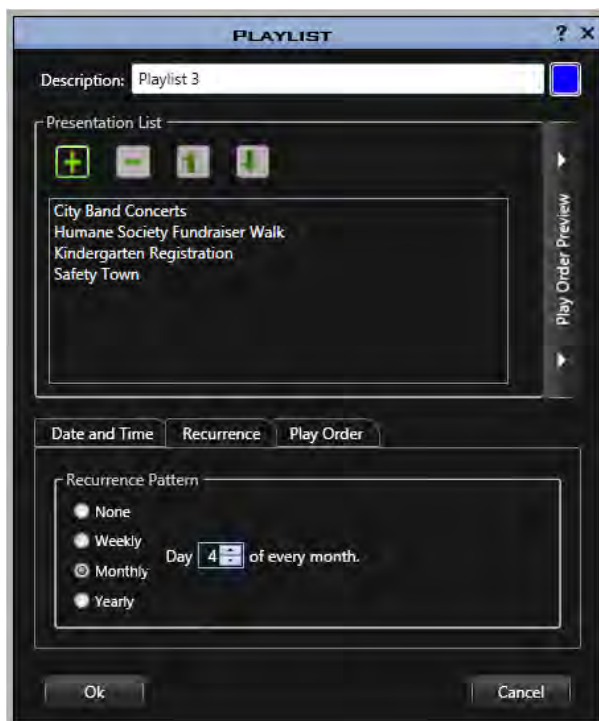 PLAYLIST ? ×
Description: Playlist 3
Presentation List
City Band Concerts
Humane Society Fundraiser Walk
Kindergarten Registration
Safety Town
Play Order Preview
Date and Time Recurrence Play Order
Recurrence Pattern
None
Weekly
Day 4 of every month.
Monthly
Yearly
Ok Cancel